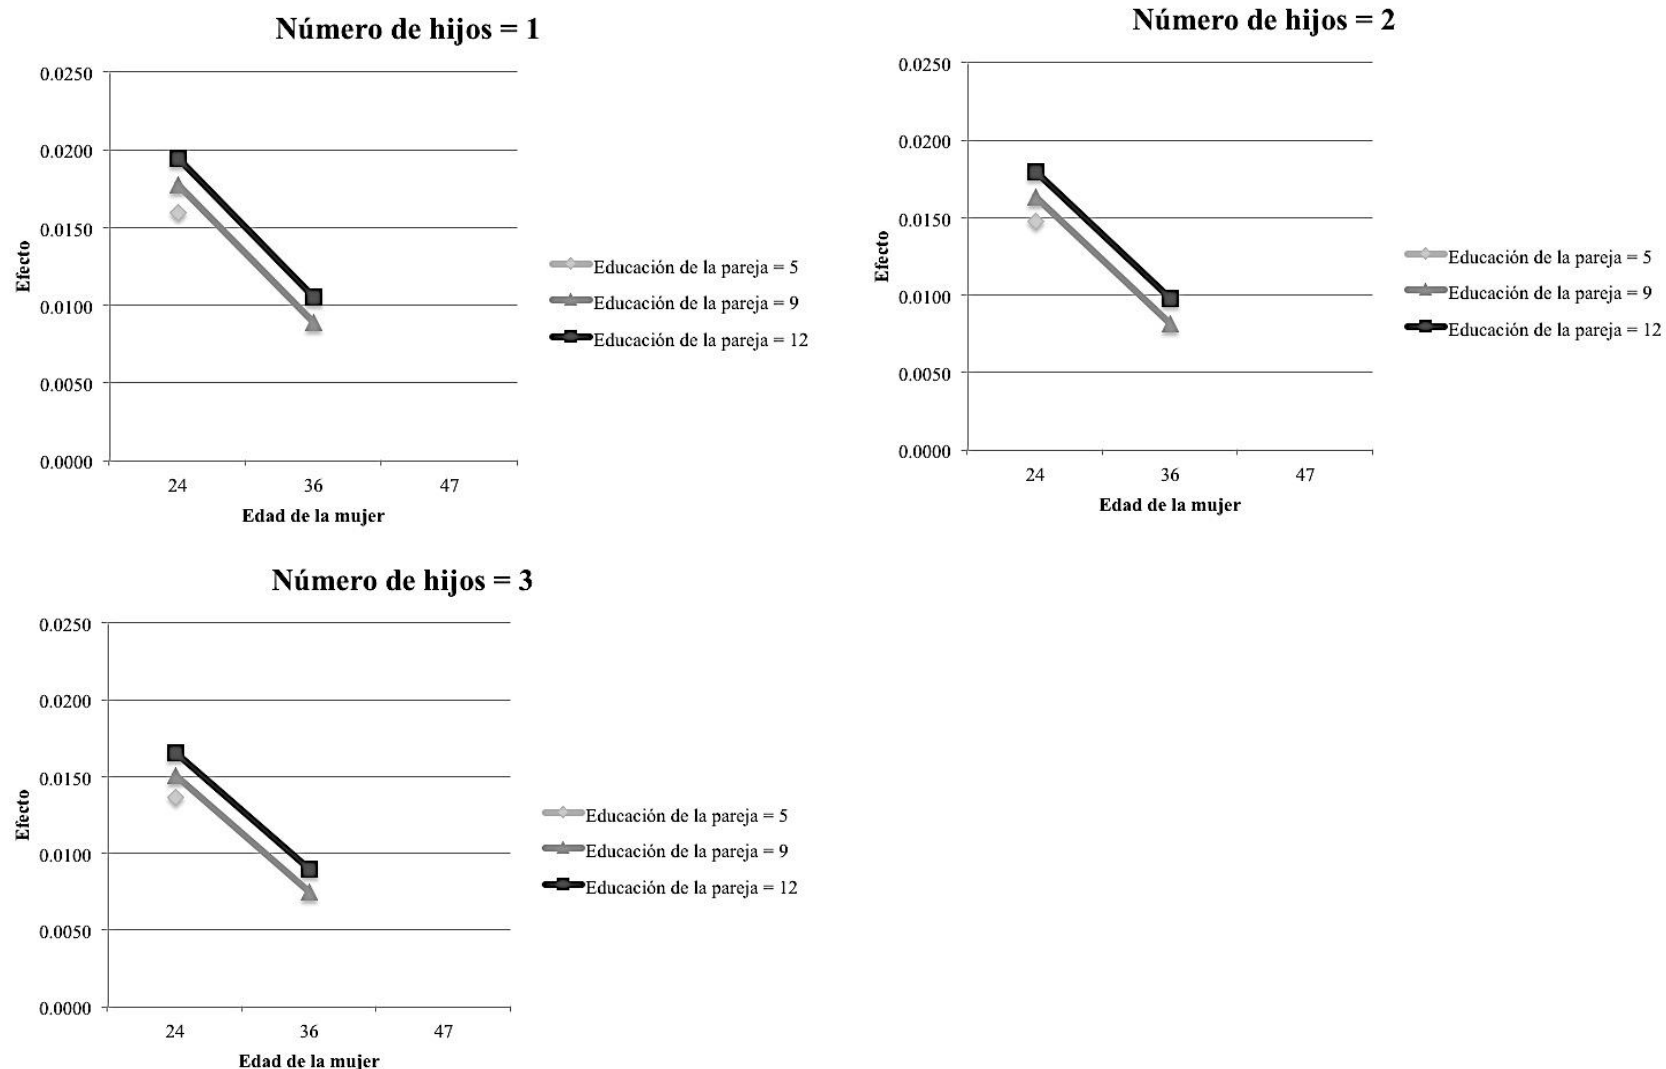 Número de hijos = 1
0.0250
0.0200
0.0150
0.0100
0.0050
0.0000
Efecto
24 36 47
Edad de la mujer
Educación de la pareja = 5
Educación de la pareja = 9
Educación de la pareja = 12
Número de hijos = 2
0.0250
0.0200
0.0150
0.0100
0.0050
0.0000
Efecto
24 36 47
Edad de la mujer
Educación de la pareja = 5
Educación de la pareja = 9
Educación de la pareja = 12
Número de hijos = 3
0.0250
0.0200
0.0150
0.0100
0.0050
0.0000
Efecto
24 36 47
Edad de la mujer
Educación de la pareja = 5
Educación de la pareja = 9
Educación de la pareja = 12